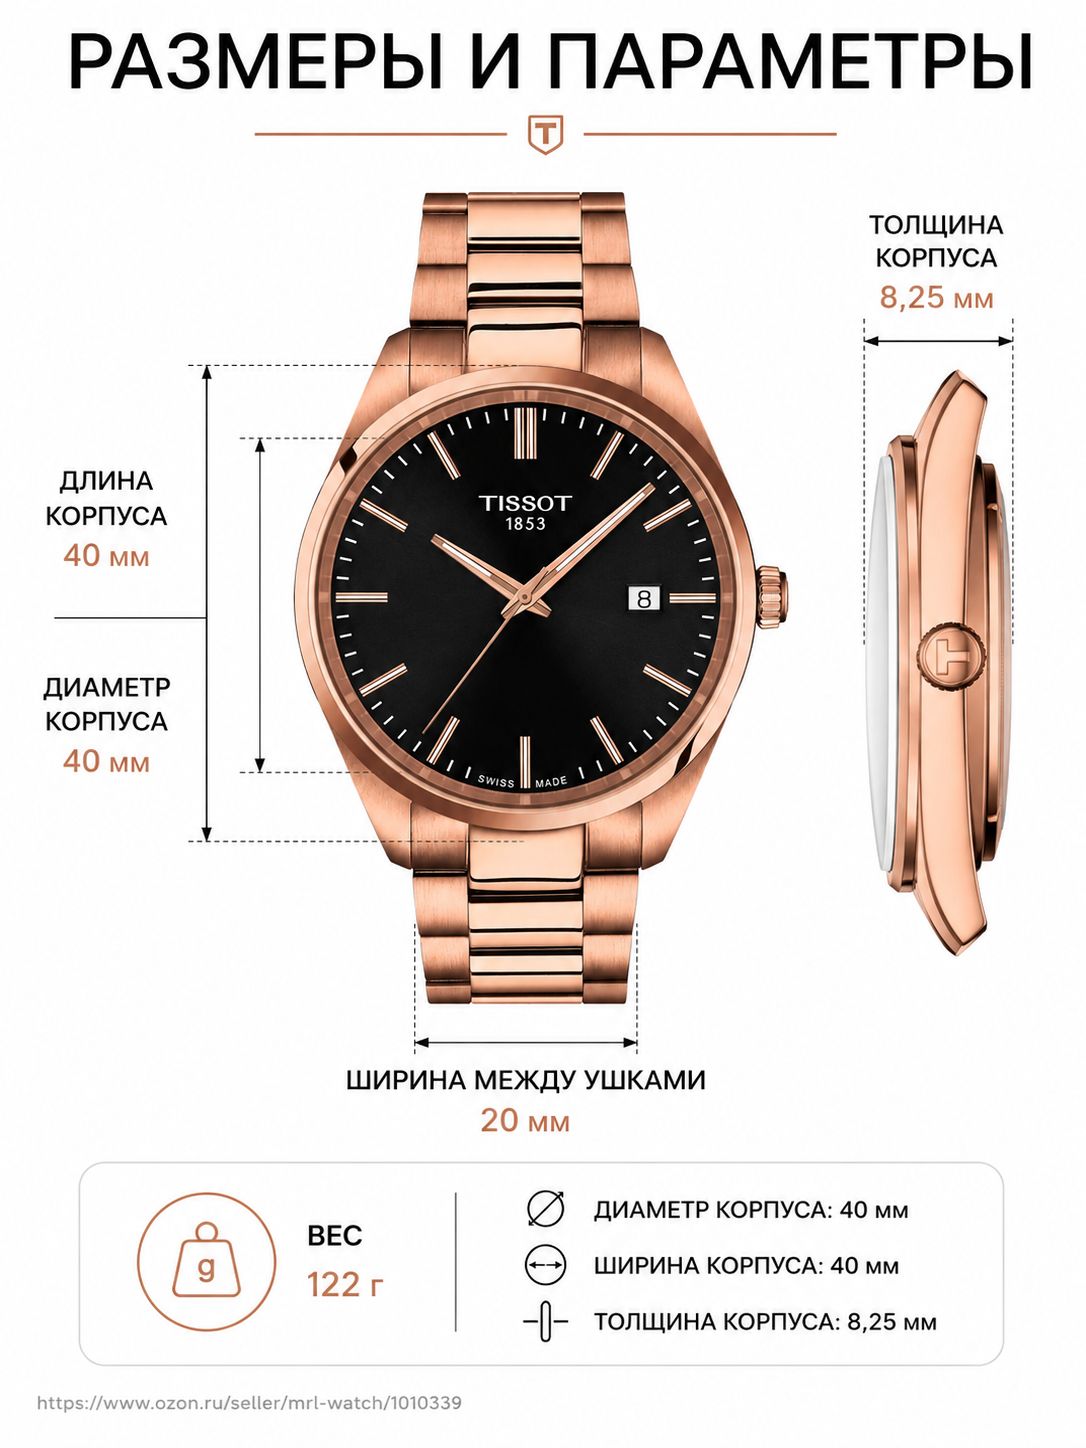 РАЗМЕРЫ И ПАРАМЕТРЫ
T
ТОЛЩИНА
КОРПУСА
8,25 мм
ДЛИНА
КОРПУСА
40 мм
ДИАМЕТР
КОРПУСА
40 мм
TISSOT
1853
8
SWISS MADE
T
ШИРИНА МЕЖДУ УШКАМИ
20 мм
g
ВЕС
122 г
ДИАМЕТР КОРПУСА: 40 мм
ШИРИНА КОРПУСА: 40 мм
ТОЛЩИНА КОРПУСА: 8,25 мм
https://www.ozon.ru/seller/mrl-watch/1010339